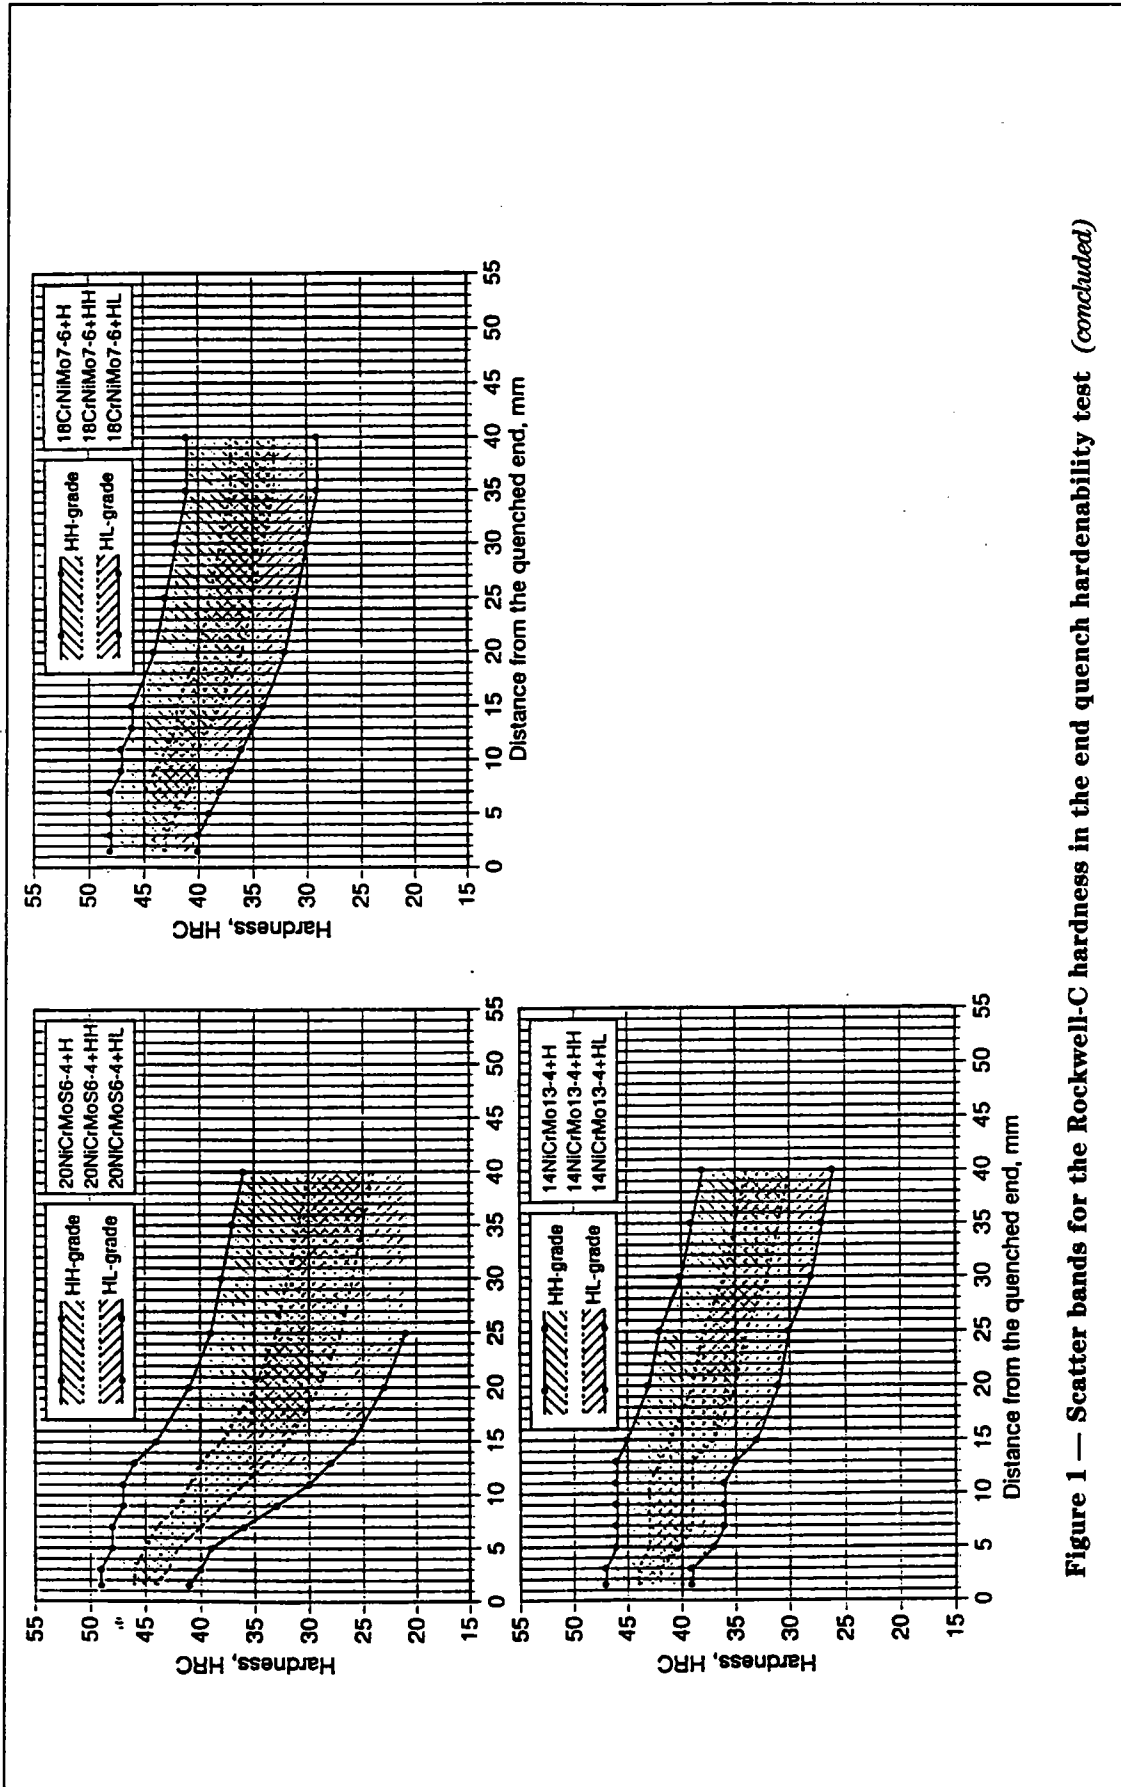 55
50
45
40
35
30
25
20
15
Hardness, HRC
HH-grade
HL-grade
20NiCrMoS6-4+H
20NiCrMoS6-4+HH
20NiCrMoS6-4+HL
0 5 10 15 20 25 30 35 40 45 50 55
55
50
45
40
35
30
25
20
15
Hardness, HRC
HH-grade
HL-grade
18CrNiMo7-6+H
18CrNiMo7-6+HH
18CrNiMo7-6+HL
0 5 10 15 20 25 30 35 40 45 50 55
Distance from the quenched end, mm
55
50
45
40
35
30
25
20
15
Hardness, HRC
HH-grade
HL-grade
14NiCrMo13-4+H
14NiCrMo13-4+HH
14NiCrMo13-4+HL
0 5 10 15 20 25 30 35 40 45 50 55
Distance from the quenched end, mm
Figure 1 — Scatter bands for the Rockwell-C hardness in the end quench hardenability test (concluded)